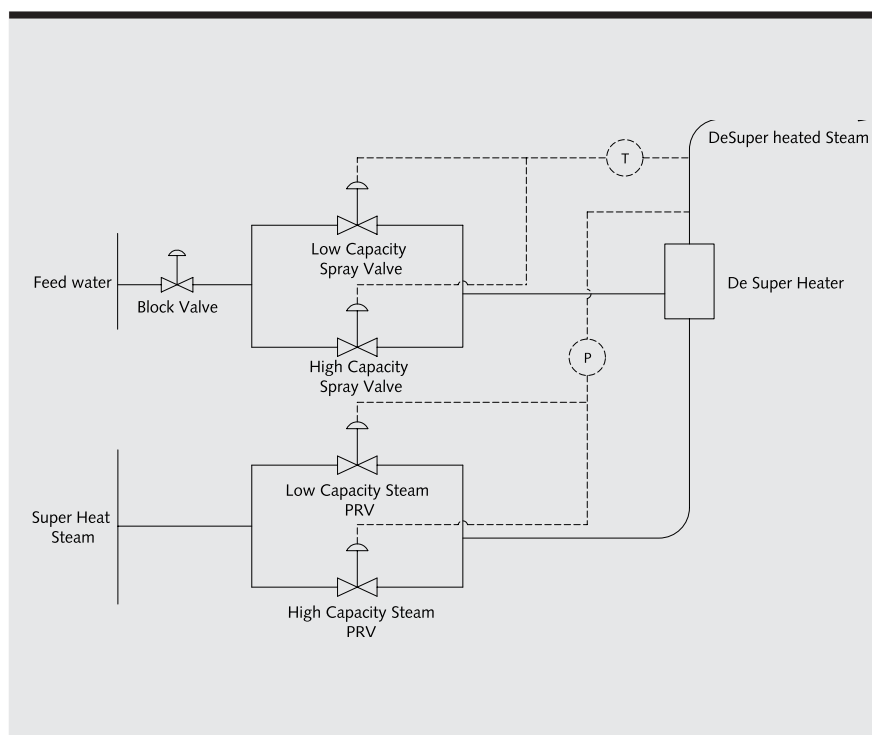 DeSuper heated Steam
T
Low Capacity
Spray Valve
Feed water
Block Valve
De Super Heater
High Capacity
Spray Valve
P
Low Capacity Steam
PRV
Super Heat
Steam
High Capacity Steam
PRV